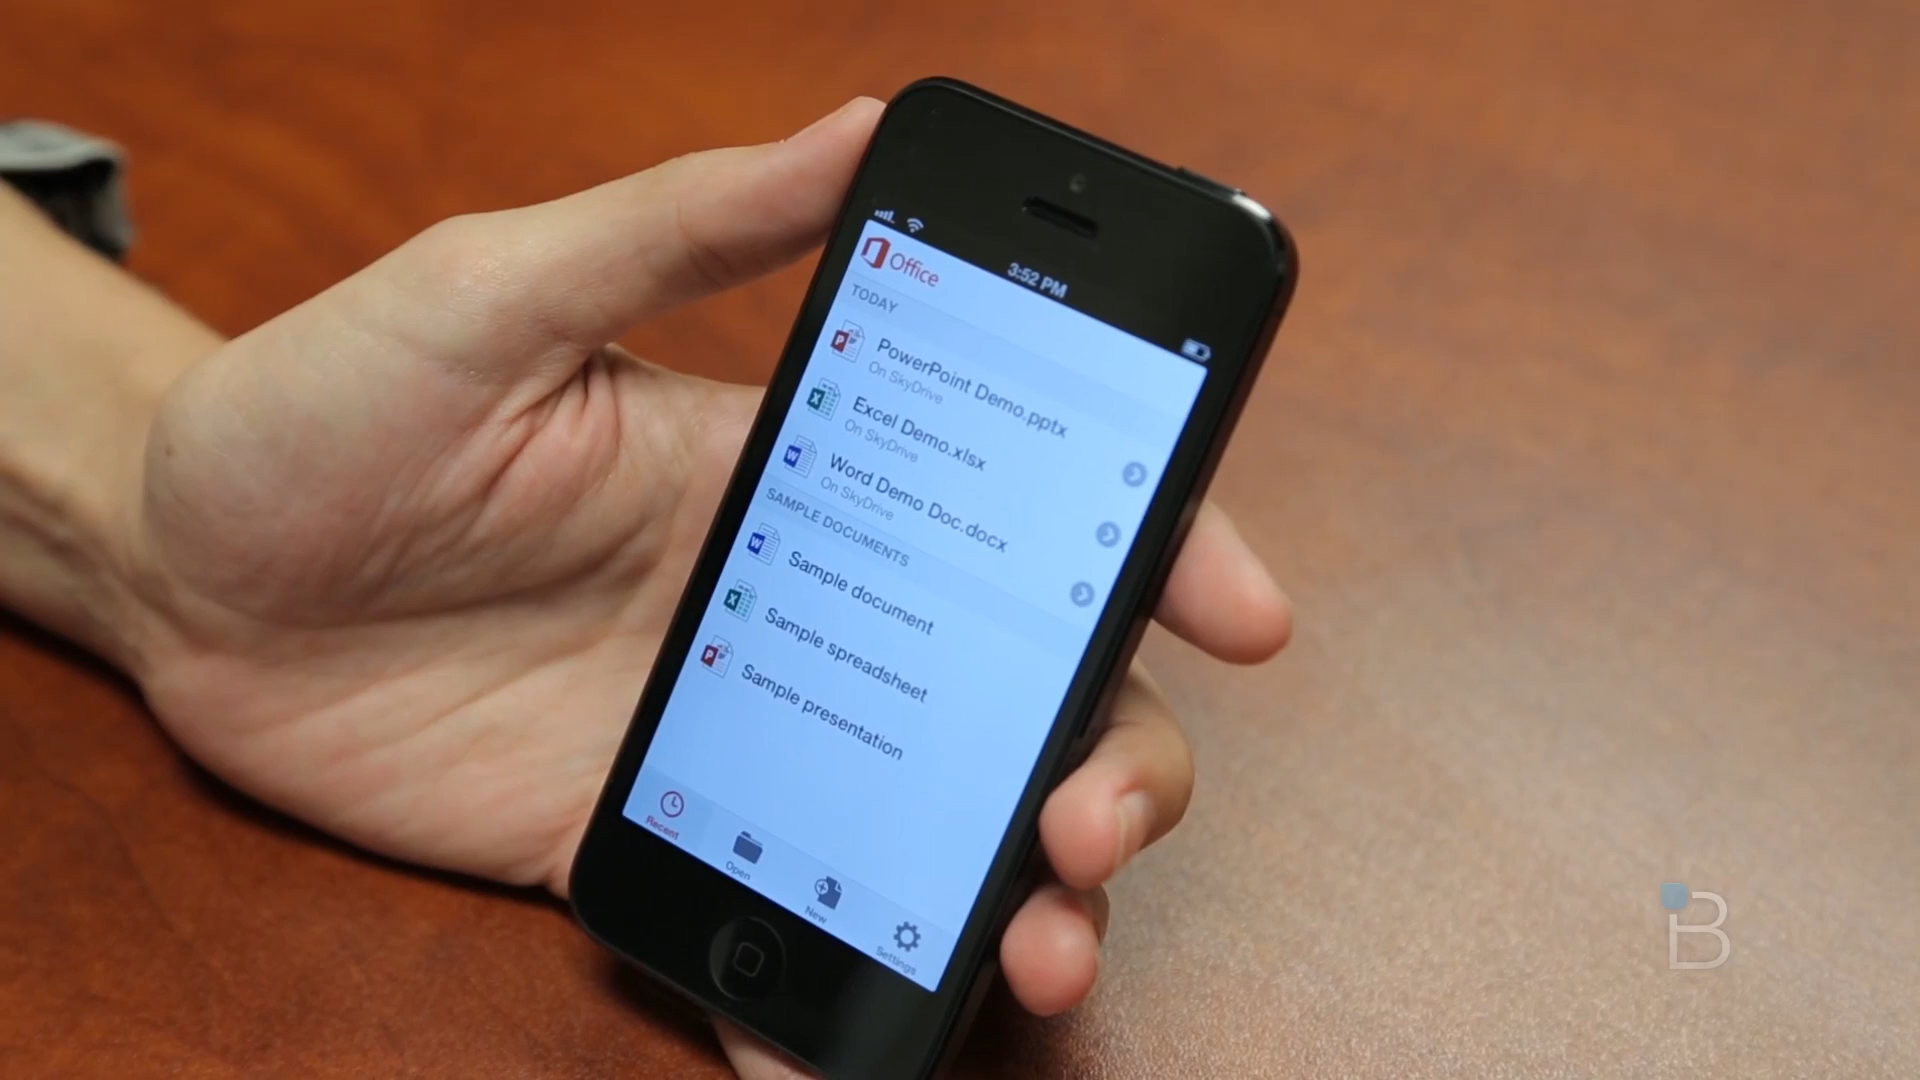 3:52 PM
Office
TODAY
PowerPoint Demo.pptx
On SkyDrive
Excel Demo.xlsx
On SkyDrive
Word Demo Doc.docx
On SkyDrive
SAMPLE DOCUMENTS
Sample document
Sample spreadsheet
Sample presentation
Recent
Open
New
Settings
B